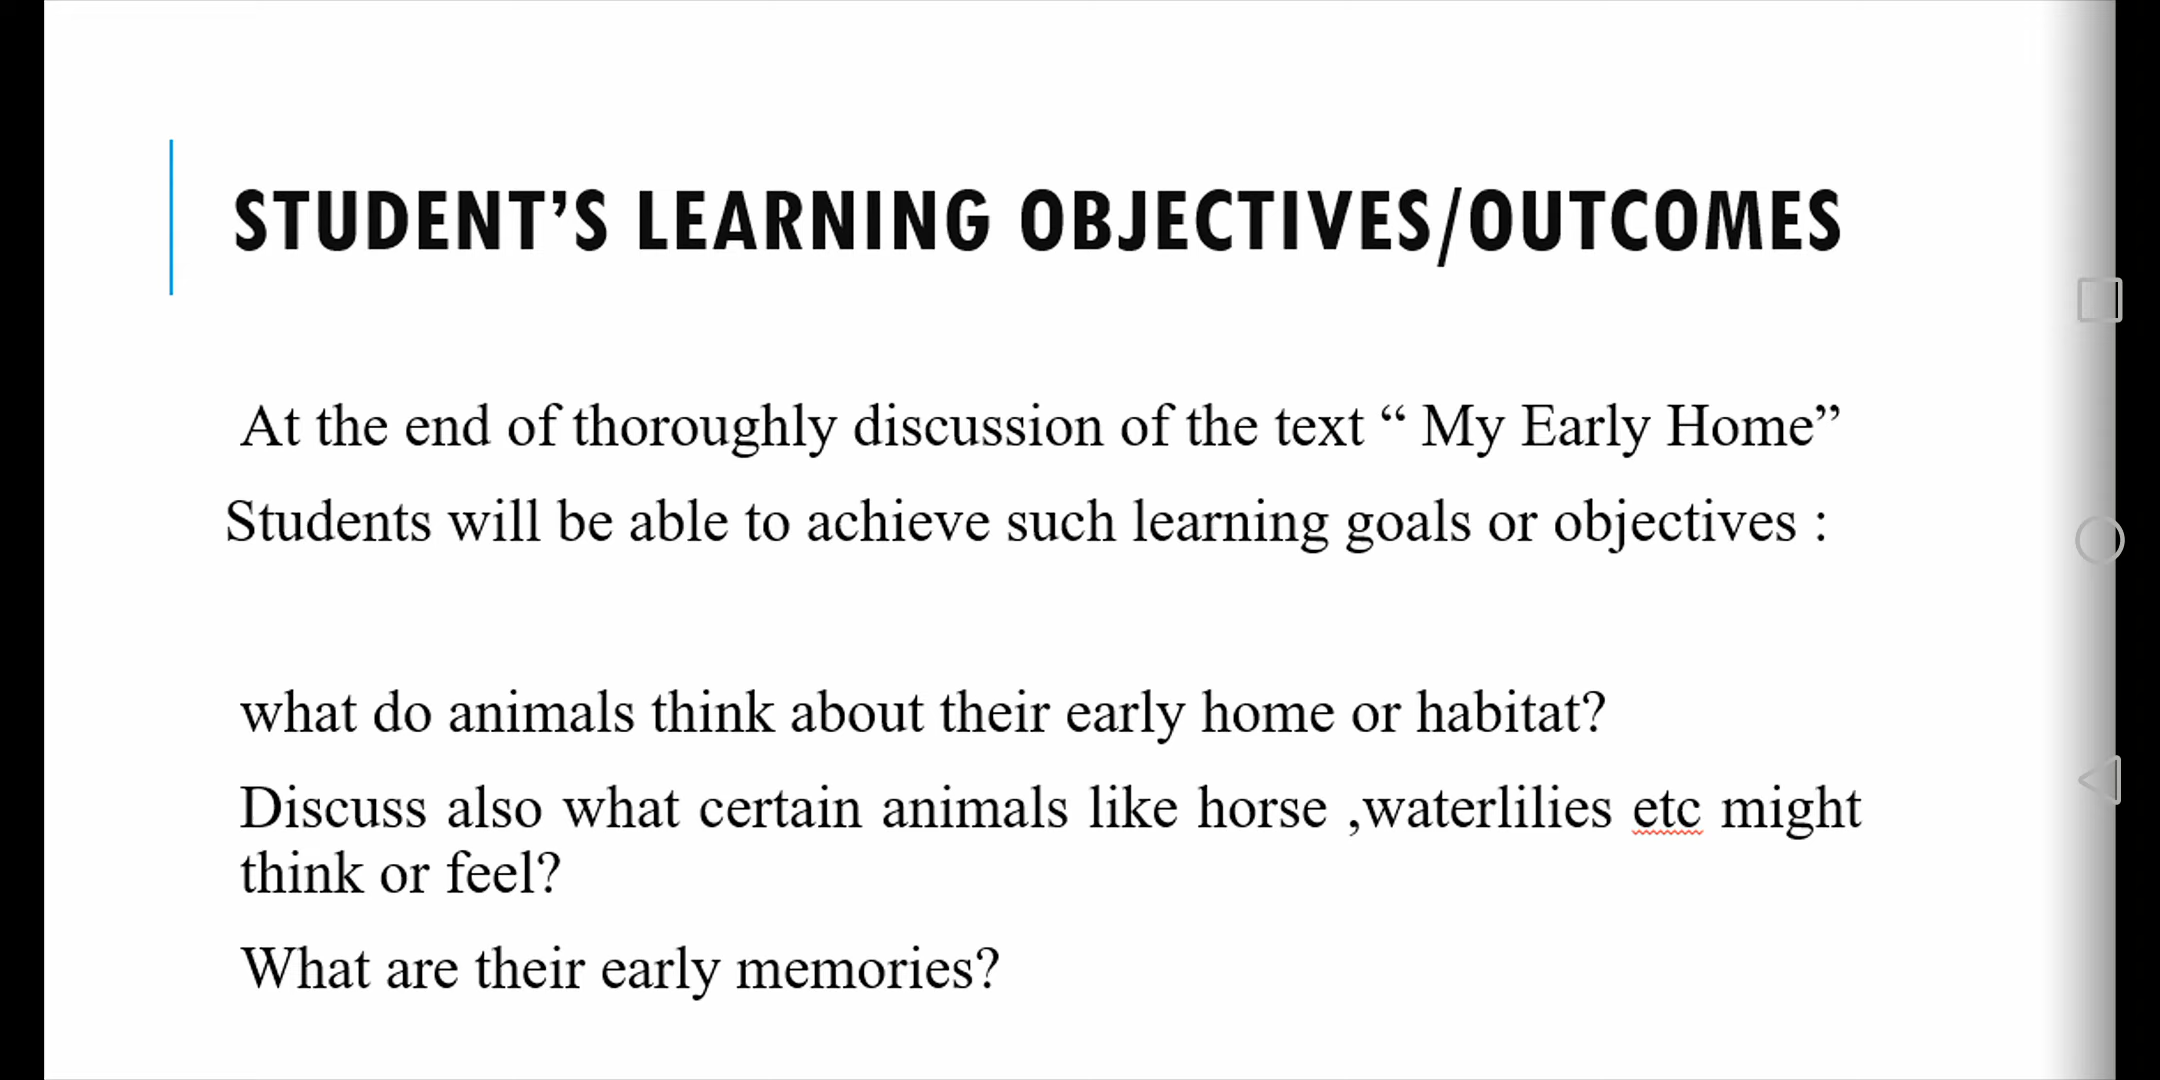 STUDENT’S LEARNING OBJECTIVES/OUTCOMES
At the end of thoroughly discussion of the text “ My Early Home”
Students will be able to achieve such learning goals or objectives :
what do animals think about their early home or habitat?
Discuss also what certain animals like horse ,waterlilies etc might
think or feel?
What are their early memories?